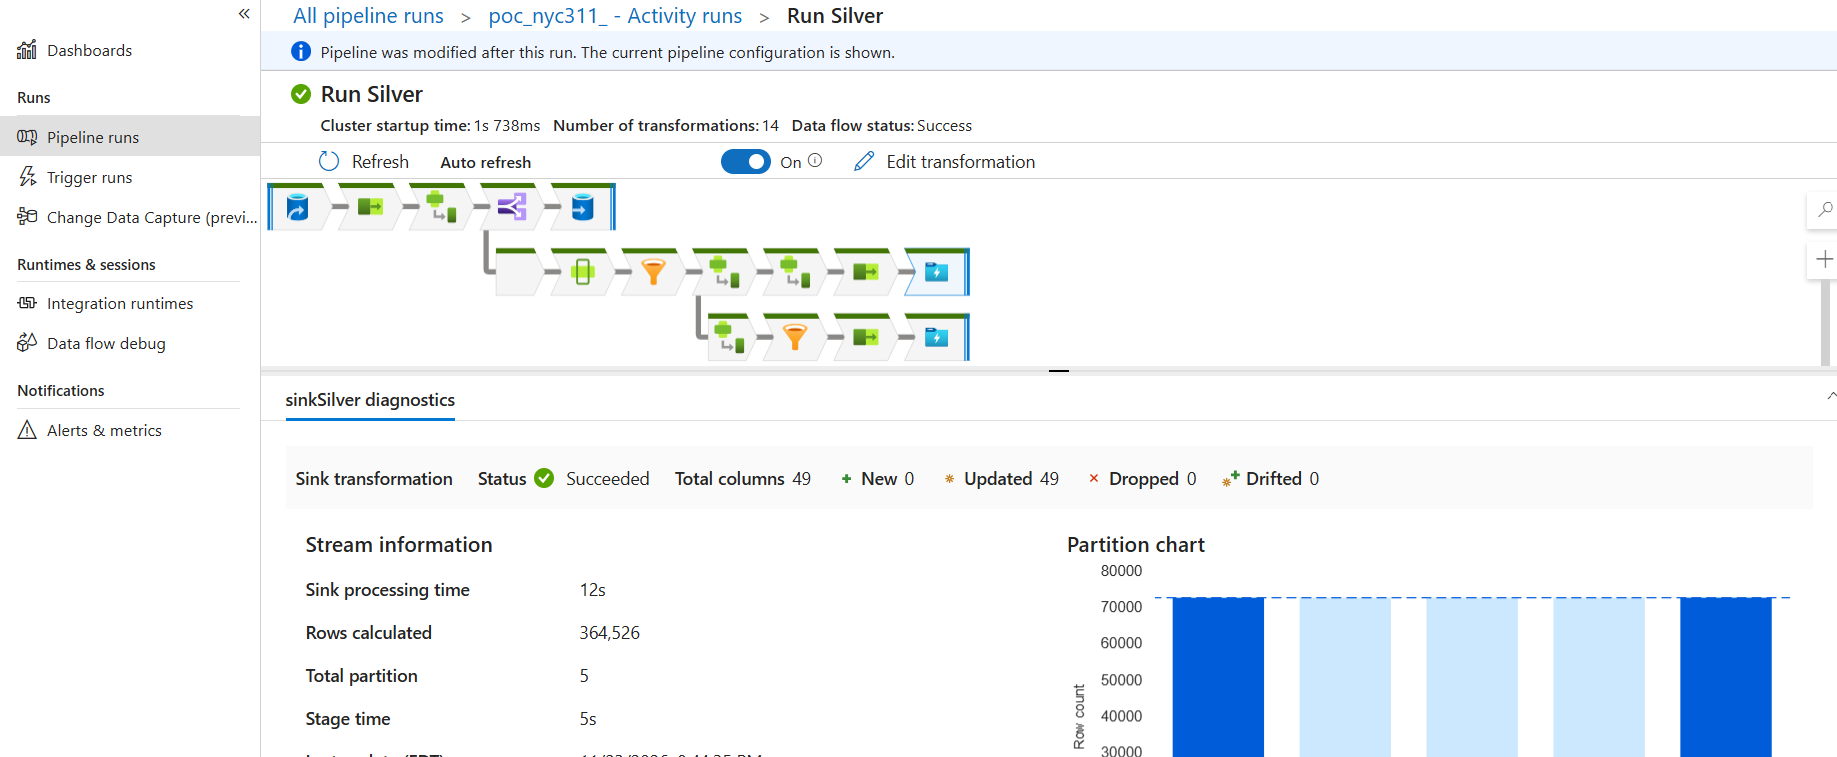 All pipeline runs > poc_nyc311_ - Activity runs > Run Silver
Pipeline was modified after this run. The current pipeline configuration is shown.
Dashboards
Runs
Pipeline runs
Trigger runs
Change Data Capture (previ...
Runtimes & sessions
Integration runtimes
Data flow debug
Notifications
Alerts & metrics
Run Silver
Cluster startup time: 1s 738ms Number of transformations: 14 Data flow status: Success
Refresh Auto refresh On Edit transformation
sinkSilver diagnostics
Sink transformation Status Succeeded Total columns 49 New 0 Updated 49 Dropped 0 Drifted 0
Stream information
Sink processing time 12s
Rows calculated 364,526
Total partition 5
Stage time 5s
Partition chart
80000
70000
60000
50000
40000
30000
Row count